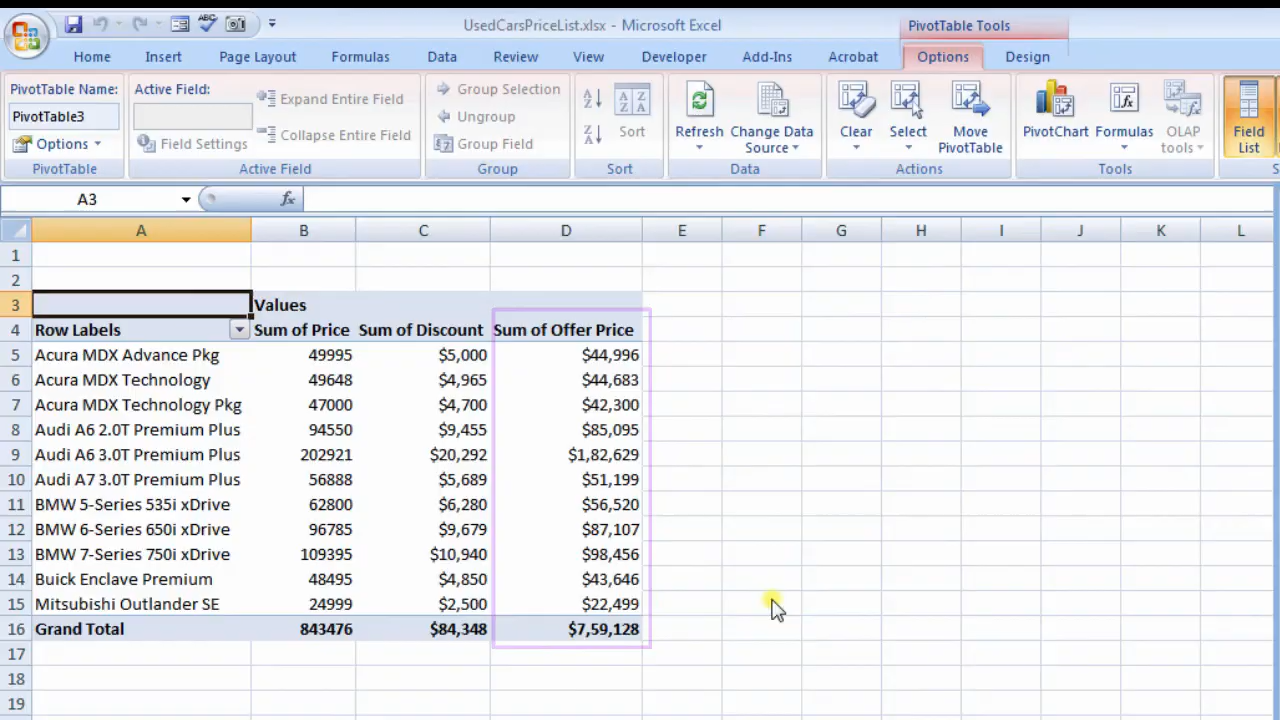 UsedCarsPriceList.xlsx - Microsoft Excel
PivotTable Tools
Home Insert Page Layout Formulas Data Review View Developer Add-Ins Acrobat Options Design
PivotTable Name:
PivotTable3
Options
PivotTable
Active Field:
Field Settings
Expand Entire Field
Collapse Entire Field
Active Field
Group Selection
Ungroup
Group Field
Group
Sort
Sort
Refresh
Change Data
Source
Data
Clear
Select
Move
PivotTable
Actions
PivotChart
Formulas
OLAP
tools
Tools
Field
List
A3 fx
A B C D E F G H I J K L
1
2
3 Values
4 Row Labels Sum of Price Sum of Discount Sum of Offer Price
5 Acura MDX Advance Pkg 49995 $5,000 $44,996
6 Acura MDX Technology 49648 $4,965 $44,683
7 Acura MDX Technology Pkg 47000 $4,700 $42,300
8 Audi A6 2.0T Premium Plus 94550 $9,455 $85,095
9 Audi A6 3.0T Premium Plus 202921 $20,292 $1,82,629
10 Audi A7 3.0T Premium Plus 56888 $5,689 $51,199
11 BMW 5-Series 535i xDrive 62800 $6,280 $56,520
12 BMW 6-Series 650i xDrive 96785 $9,679 $87,107
13 BMW 7-Series 750i xDrive 109395 $10,940 $98,456
14 Buick Enclave Premium 48495 $4,850 $43,646
15 Mitsubishi Outlander SE 24999 $2,500 $22,499
16 Grand Total 843476 $84,348 $7,59,128
17
18
19